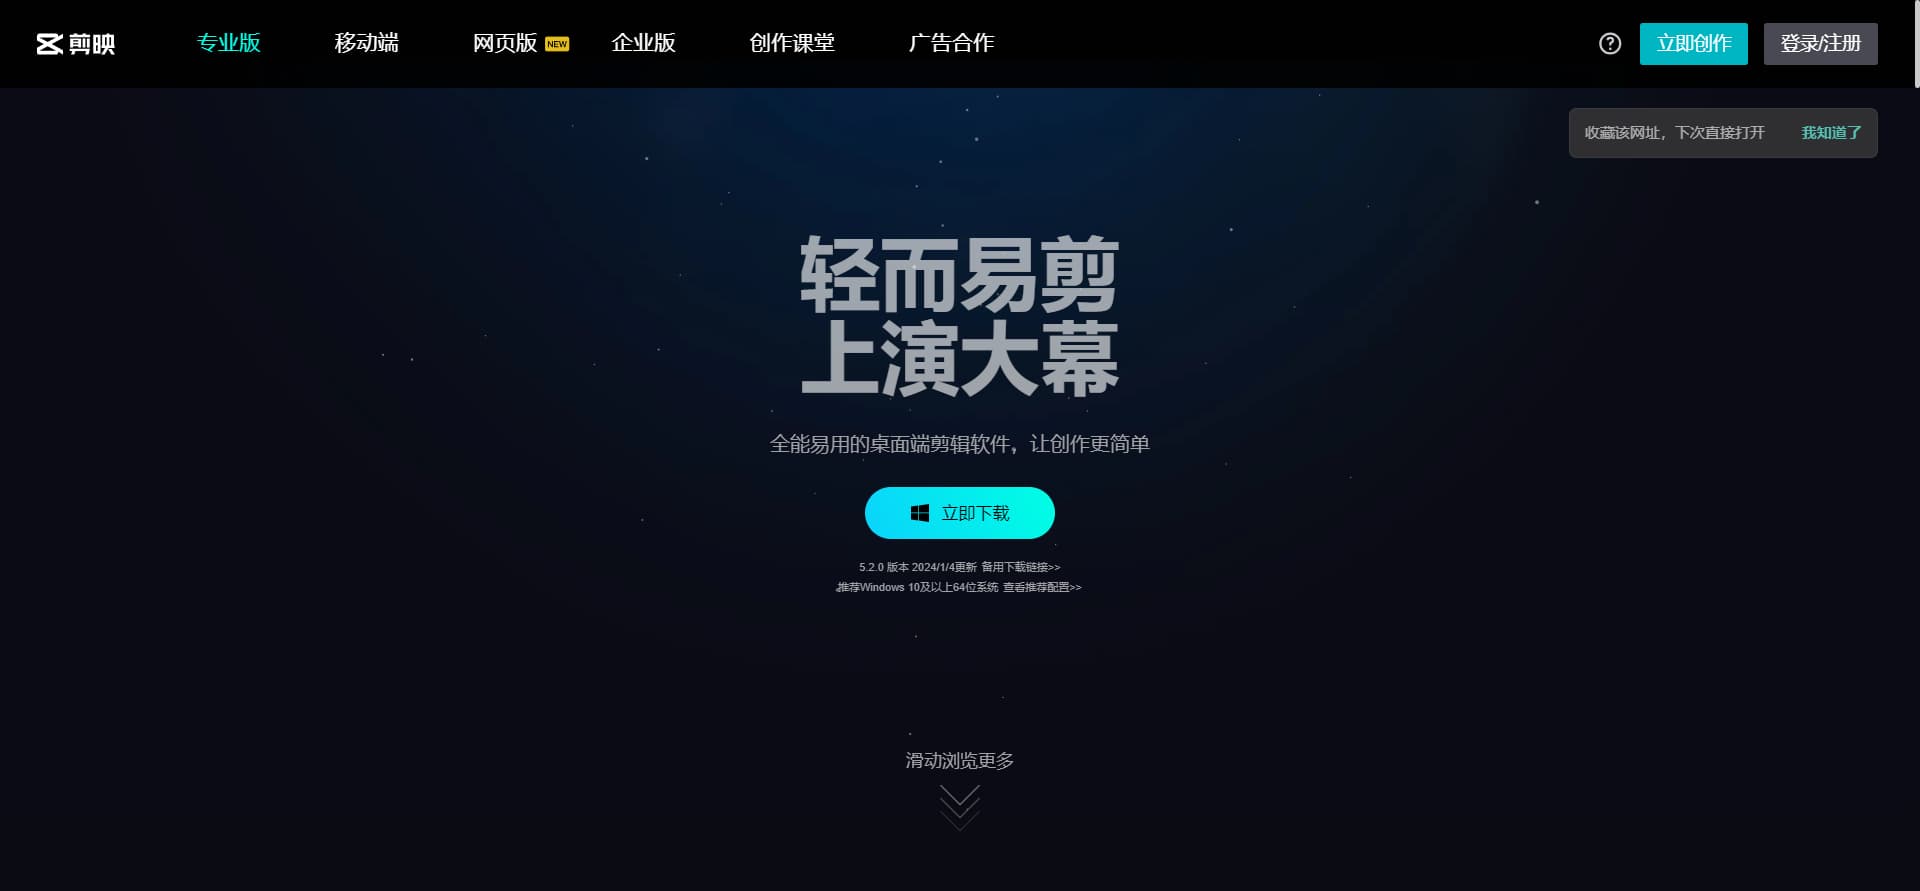 剪映
专业版
移动端
网页版 NEW
企业版
创作课堂
广告合作
立即创作
登录/注册
收藏该网址，下次直接打开 我知道了
轻而易剪
上演大幕
全能易用的桌面端剪辑软件，让创作更简单
立即下载
5.2.0 版本 2024/1/4更新 备用下载链接>>
推荐Windows 10及以上64位系统 查看推荐配置>>
滑动浏览更多